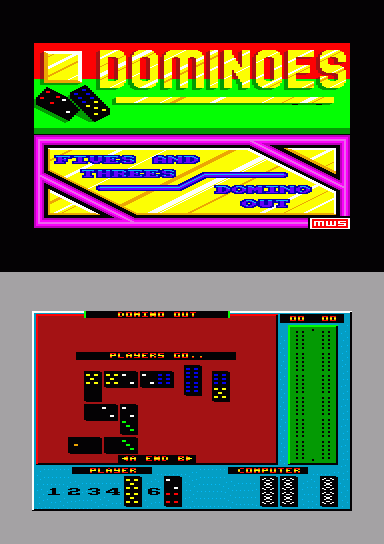 DOMINOES
FIVES AND
THREES
DOMINO
OUT
MWS
DOMINO OUT
00 00
PLAYERS GO..
◄A END B►
PLAYER
COMPUTER
1 2 3 4 6